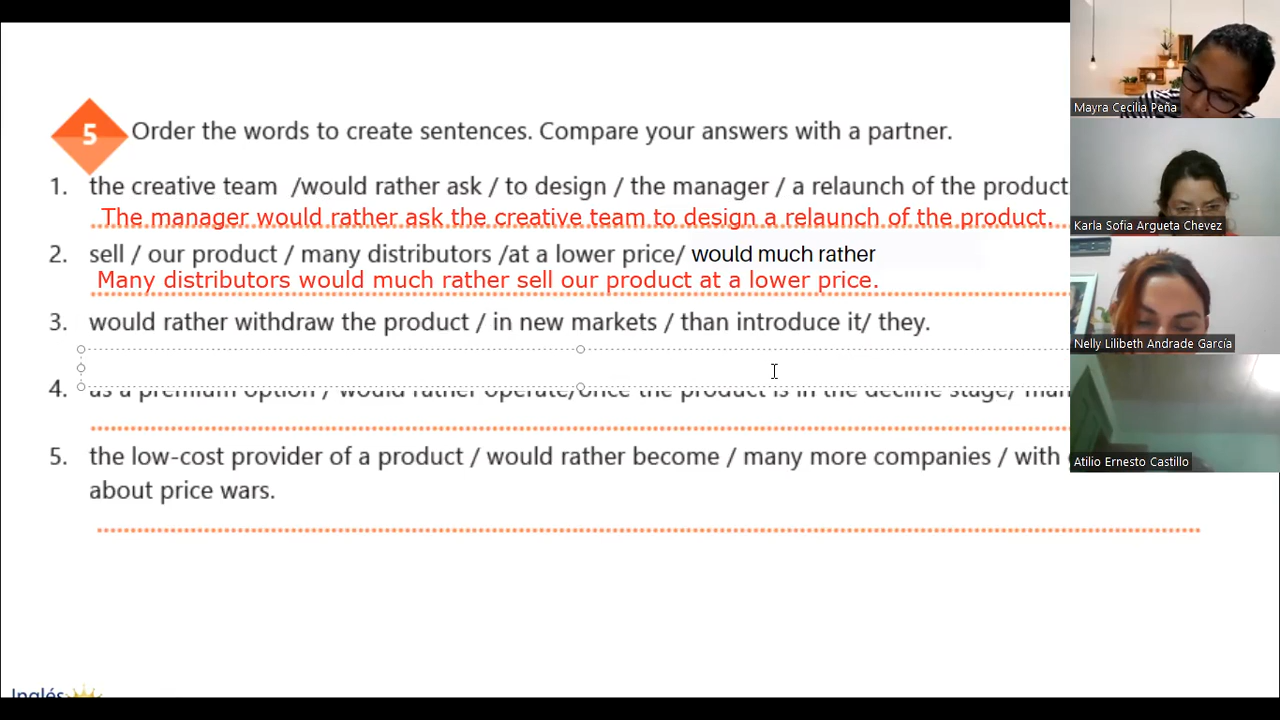 5 Order the words to create sentences. Compare your answers with a partner.
1. the creative team /would rather ask / to design / the manager / a relaunch of the product
The manager would rather ask the creative team to design a relaunch of the product.
2. sell / our product / many distributors /at a lower price/ would much rather
Many distributors would much rather sell our product at a lower price.
3. would rather withdraw the product / in new markets / than introduce it/ they.
4. as a premium option / would rather operate/once the product is in the decline stage/
5. the low-cost provider of a product / would rather become / many more companies / with
about price wars.
Inglés
Mayra Cecilia Peña
Karla Sofia Argueta Chevez
Nelly Lilibeth Andrade García
Atilio Ernesto Castillo